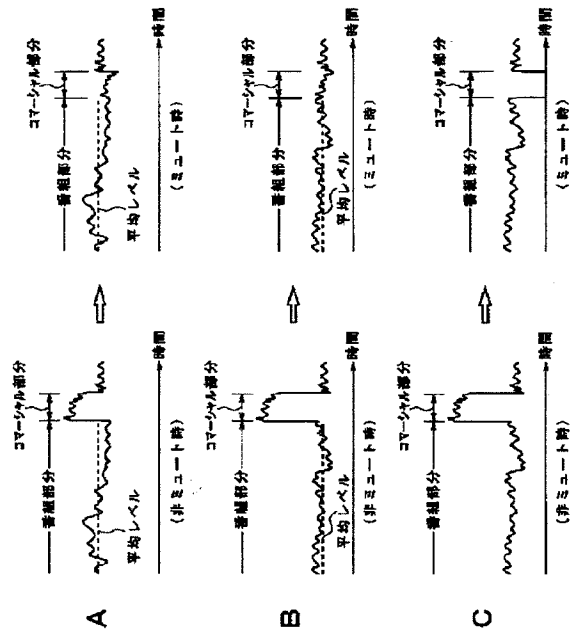 コマーシャル部分
番組部分
平均レベル
時間
(非ミュート時)
コマーシャル部分
番組部分
平均レベル
時間
(ミュート時)
A
コマーシャル部分
番組部分
平均レベル
時間
(非ミュート時)
コマーシャル部分
番組部分
平均レベル
時間
(ミュート時)
B
コマーシャル部分
番組部分
時間
(非ミュート時)
コマーシャル部分
番組部分
時間
(ミュート時)
C